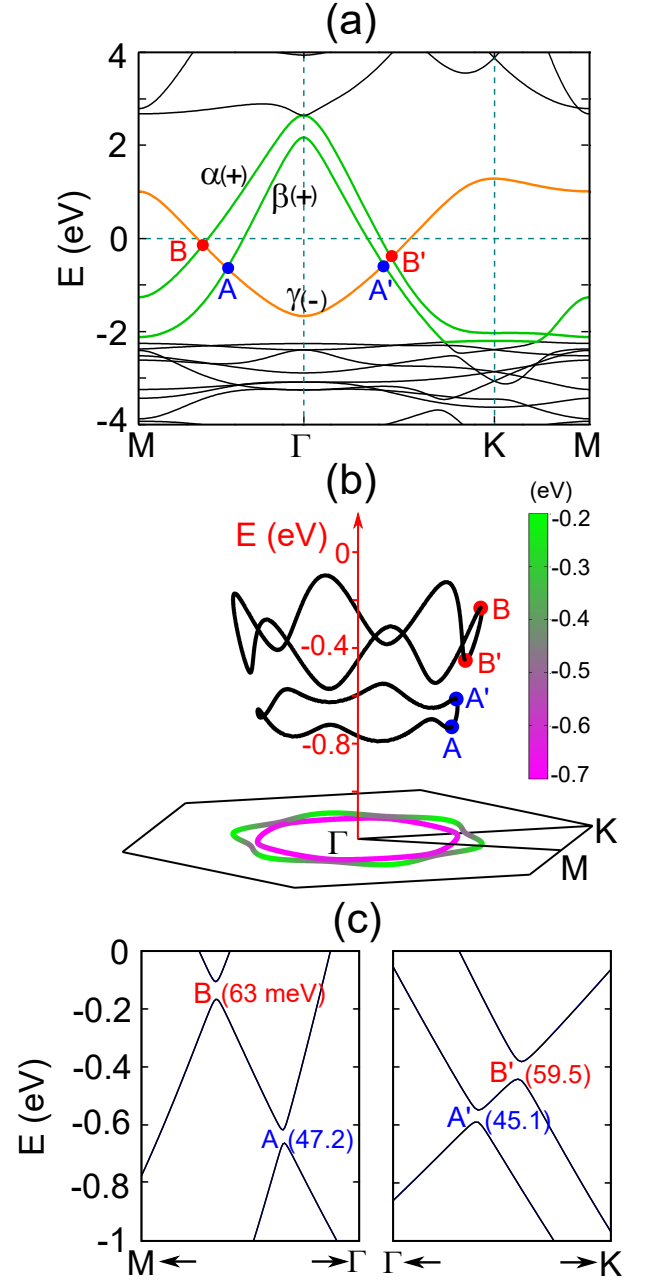 (a)
4
2
0
-2
-4
E (eV)
α(+)
β(+)
γ(-)
B
A
A'
B'
M
Γ
K
M
(b)
(eV)
-0.2
-0.3
-0.4
-0.5
-0.6
-0.7
E (eV)
0
-0.4
-0.8
B
B'
A'
A
Γ
K
M
(c)
0
-0.2
-0.4
-0.6
-0.8
-1
E (eV)
B (63 meV)
A (47.2)
M
Γ
B' (59.5)
A' (45.1)
Γ
K